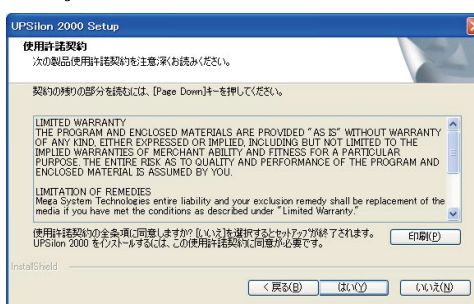 UPSilon 2000 Setup
使用許諾契約
次の製品使用許諾契約を注意深くお読みください。
契約の残りの部分を読むには、[Page Down]キーを押してください。
LIMITED WARRANTY
THE PROGRAM AND ENCLOSED MATERIALS ARE PROVIDED "AS IS" WITHOUT WARRANTY
OF ANY KIND, EITHER EXPRESSED OR IMPLIED, INCLUDING BUT NOT LIMITED TO THE
IMPLIED WARRANTIES OF MERCHANT ABILITY AND FITNESS FOR A PARTICULAR
PURPOSE. THE ENTIRE RISK AS TO QUALITY AND PERFORMANCE OF THE PROGRAM AND
ENCLOSED MATERIAL IS ASSUMED BY YOU.
LIMITATION OF REMEDIES
Mega System Technologies entire liability and your exclusion remedy shall be replacement of the
media if you have met the conditions as described under "Limited Warranty."
使用許諾契約の全条項に同意しますか? [いいえ]を選択するとセットアップが終了されます。
UPSilon 2000 をインストールするには、この使用許諾契約に同意が必要です。
印刷(P)
InstallShield
< 戻る(B)
はい(Y)
いいえ(N)